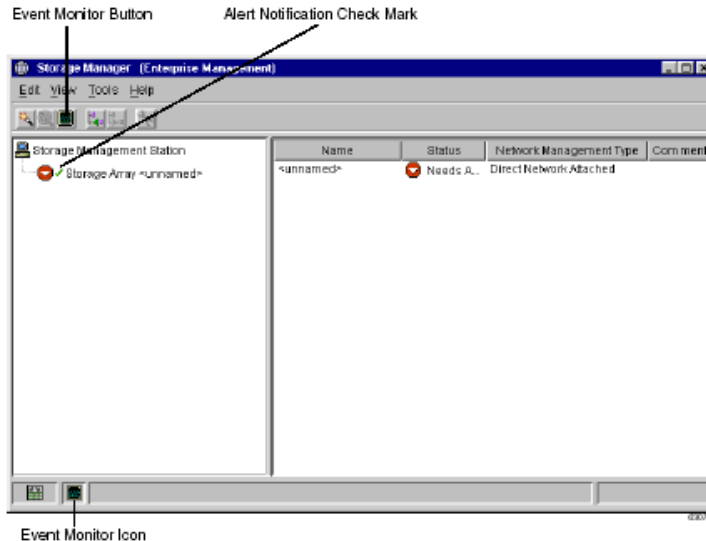 Event Monitor Button
Alert Notification Check Mark
Storage Manager (Enterprise Management)
Edit View Tools Help
Storage Management Station
Storage Array <unnamed>
Name Status Network Management Type Comment
<unnamed> Needs A... Direct Network Attached
Event Monitor Icon